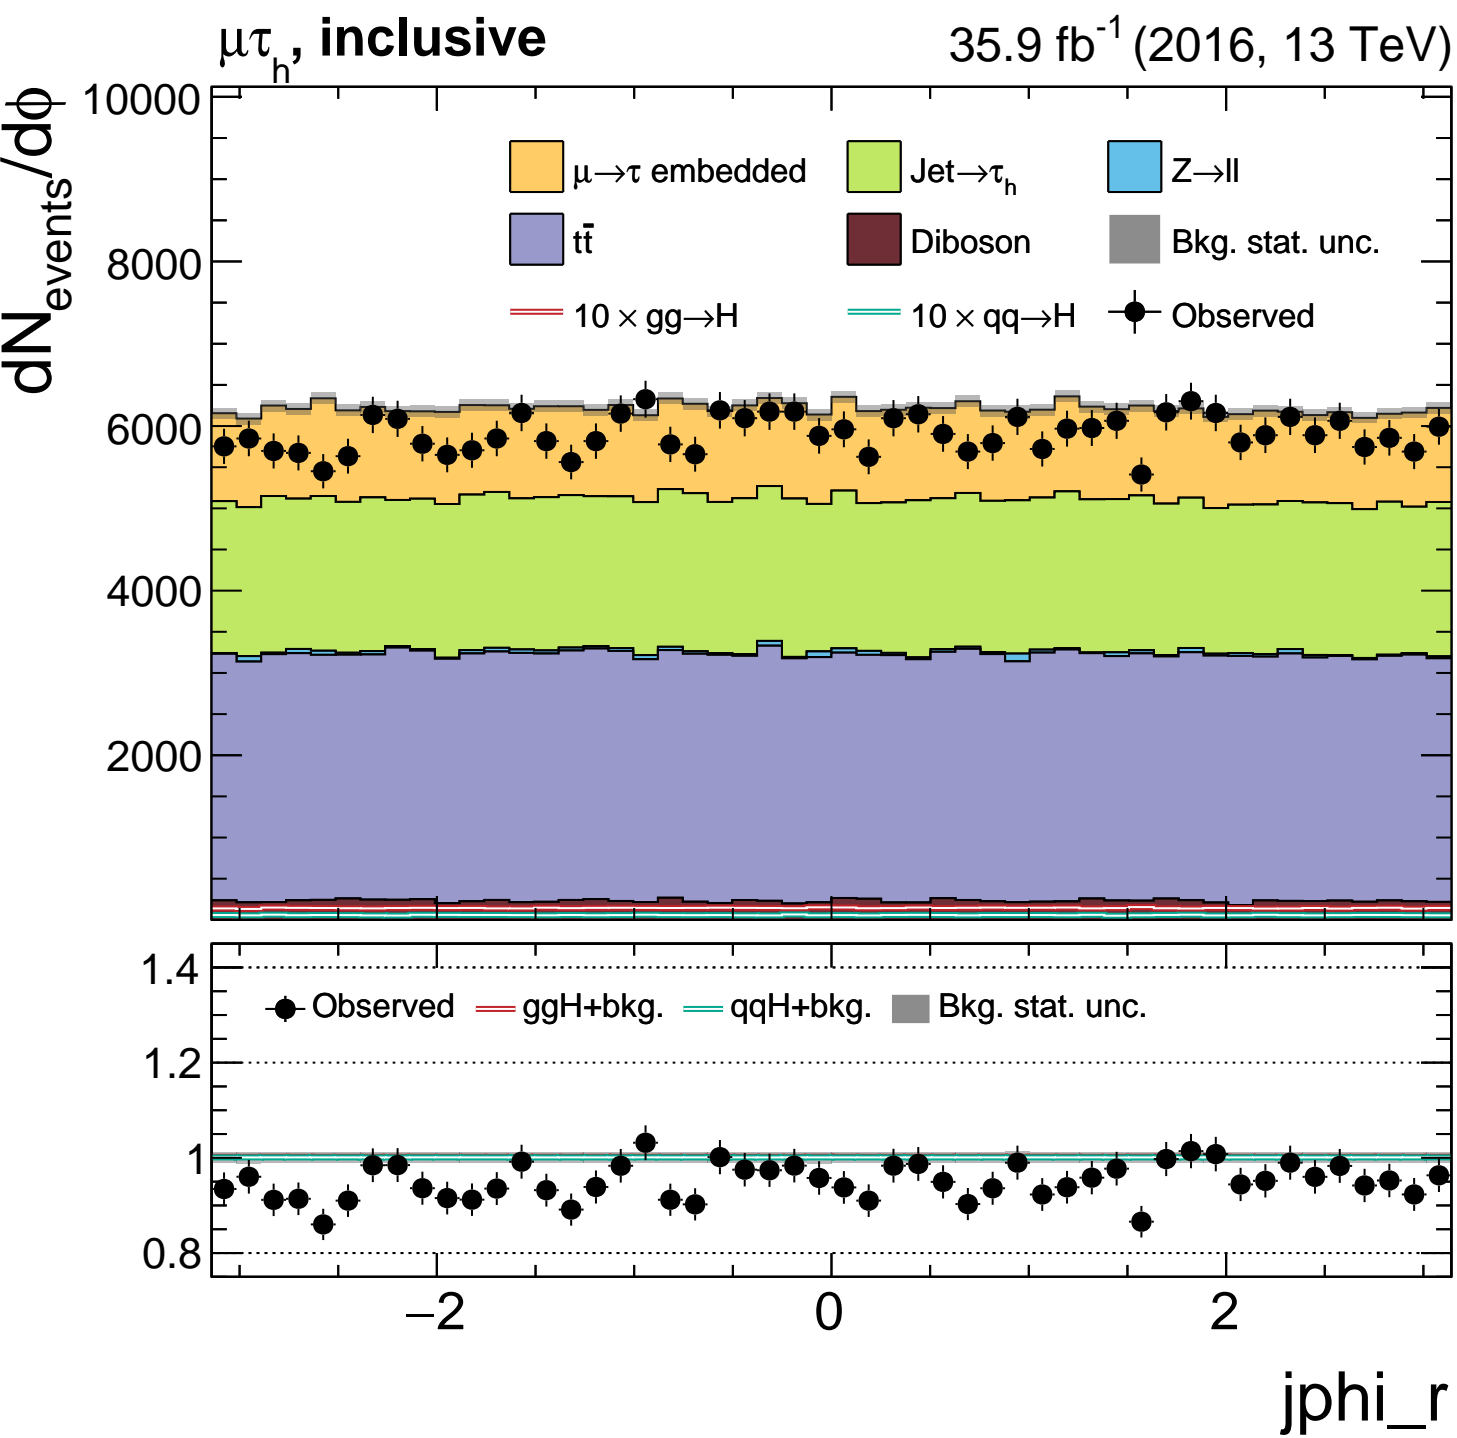 μτh, inclusive 35.9 fb-1 (2016, 13 TeV)
dNevents/dϕ
10000
8000
6000
4000
2000
μ→τ embedded Jet→τh Z→ll
tt̄ Diboson Bkg. stat. unc.
10 × gg→H 10 × qq→H Observed
1.4
1.2
1
0.8
Observed ggH+bkg. qqH+bkg. Bkg. stat. unc.
−2 0 2
jphi_r